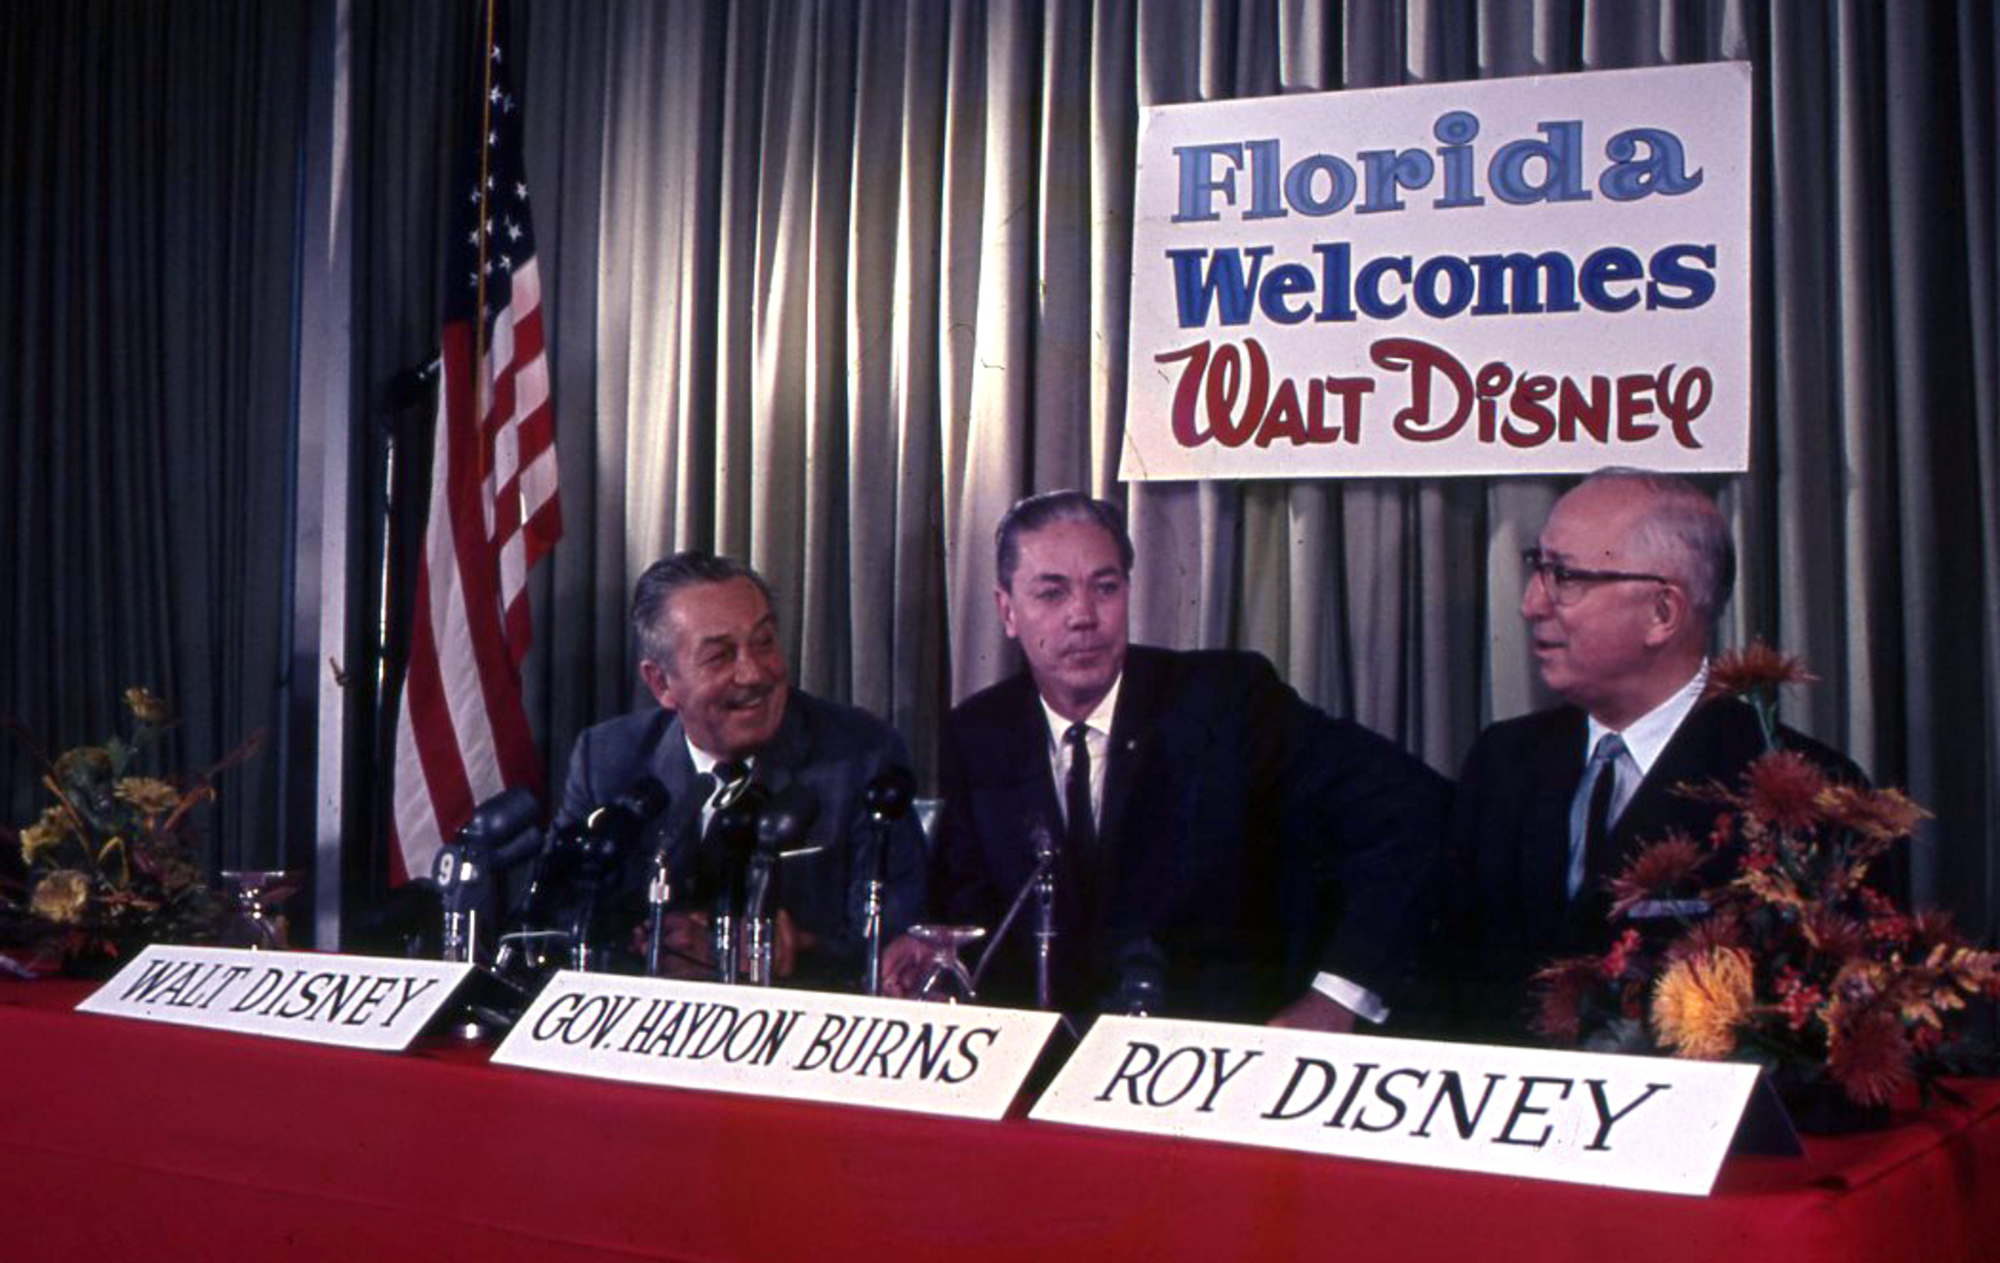 Florida
Welcomes
WALT DISNEY
9
WALT DISNEY
GOV. HAYDON BURNS
ROY DISNEY